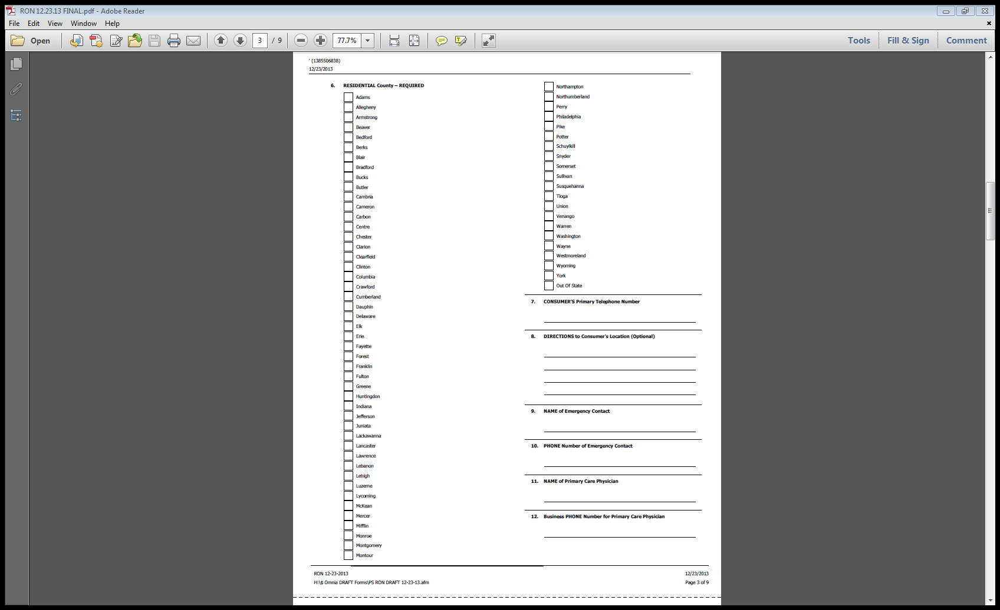 RON 12.23.13 FINAL.pdf - Adobe Reader
File Edit View Window Help
Open 3 / 9 77.7% Tools Fill & Sign Comment
' (1385506838)
12/23/2013
6. RESIDENTIAL County – REQUIRED
Adams
Allegheny
Armstrong
Beaver
Bedford
Berks
Blair
Bradford
Bucks
Butler
Cambria
Cameron
Carbon
Centre
Chester
Clarion
Clearfield
Clinton
Columbia
Crawford
Cumberland
Dauphin
Delaware
Elk
Erie
Fayette
Forest
Franklin
Fulton
Greene
Huntingdon
Indiana
Jefferson
Juniata
Lackawanna
Lancaster
Lawrence
Lebanon
Lehigh
Luzerne
Lycoming
McKean
Mercer
Mifflin
Monroe
Montgomery
Montour
Northampton
Northumberland
Perry
Philadelphia
Pike
Potter
Schuylkill
Snyder
Somerset
Sullivan
Susquehanna
Tioga
Union
Venango
Warren
Washington
Wayne
Westmoreland
Wyoming
York
Out Of State
7. CONSUMER'S Primary Telephone Number
8. DIRECTIONS to Consumer's Location (Optional)
9. NAME of Emergency Contact
10. PHONE Number of Emergency Contact
11. NAME of Primary Care Physician
12. Business PHONE Number for Primary Care Physician
RON 12-23-2013 12/23/2013
H:\$ Omnia DRAFT Forms\PS RON DRAFT 12-23-13.afm Page 3 of 9